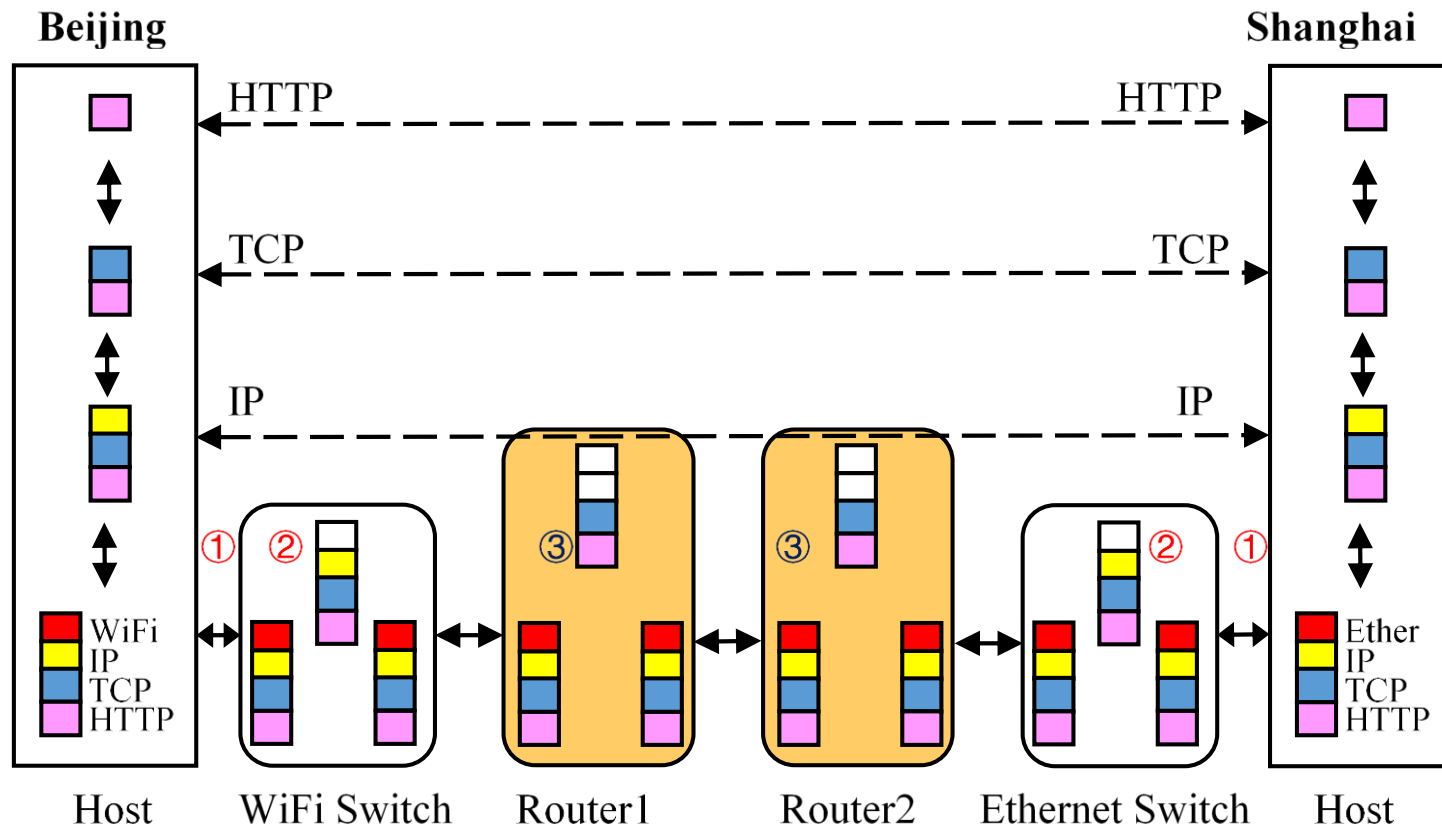 Beijing
Shanghai
HTTP
HTTP
TCP
TCP
IP
IP
①
②
③
③
②
①
WiFi
IP
TCP
HTTP
Ether
IP
TCP
HTTP
Host
WiFi Switch
Router1
Router2
Ethernet Switch
Host